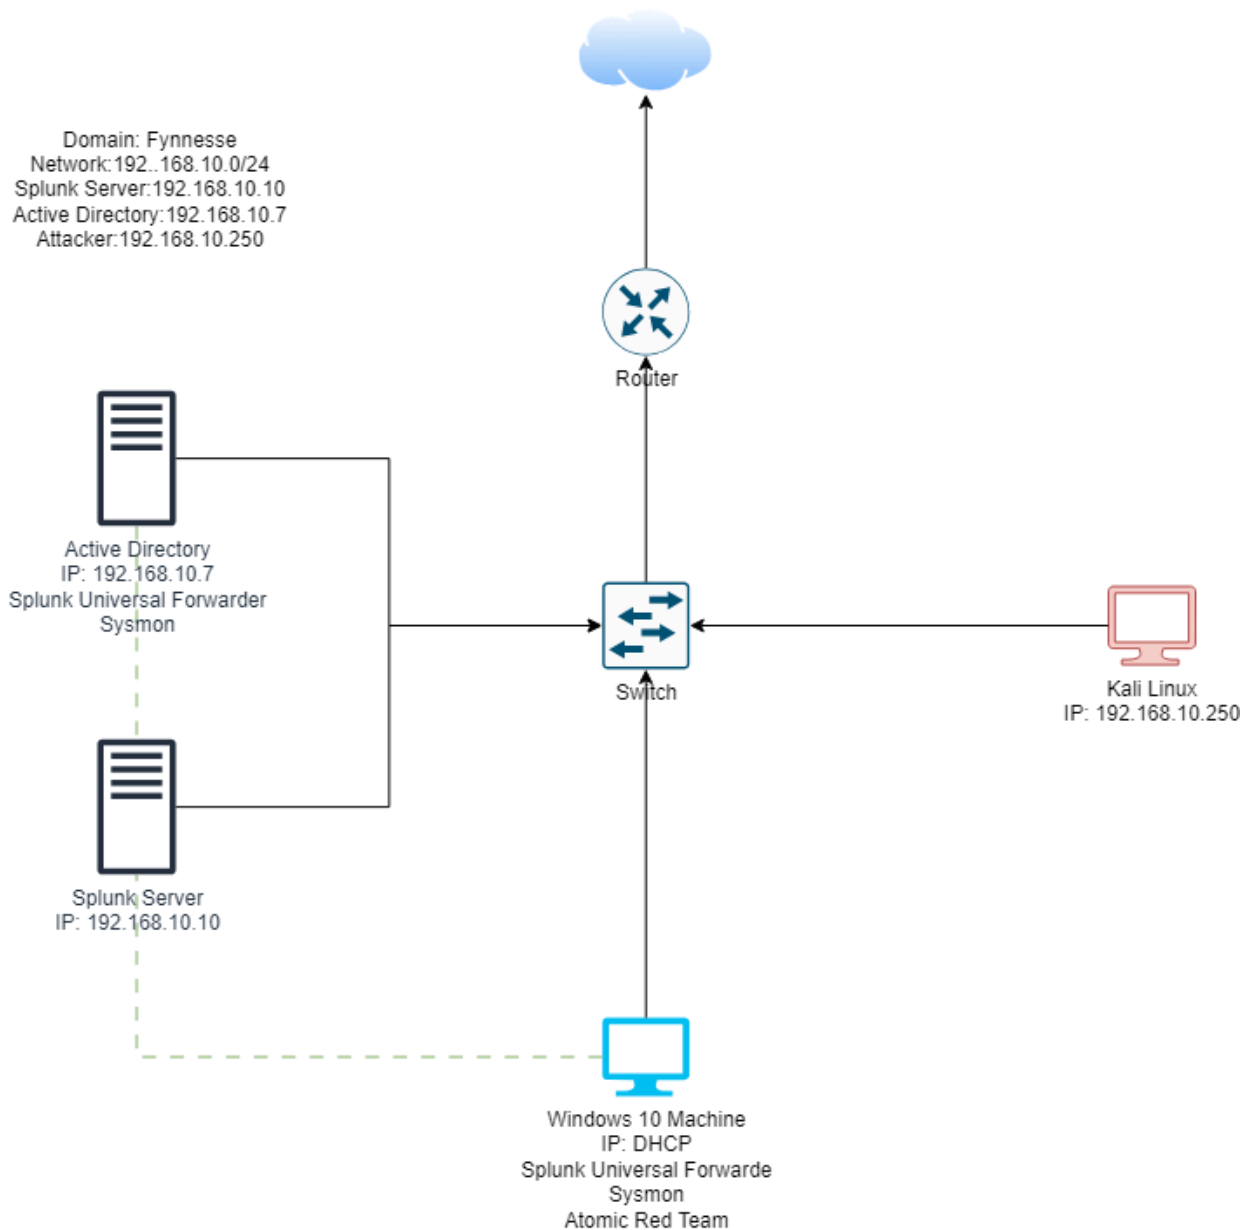 Domain: Fynnesse
Network:192..168.10.0/24
Splunk Server:192.168.10.10
Active Directory:192.168.10.7
Attacker:192.168.10.250
Router
Active Directory
IP: 192.168.10.7
Splunk Universal Forwarder
Sysmon
Switch
Kali Linux
IP: 192.168.10.250
Splunk Server
IP: 192.168.10.10
Windows 10 Machine
IP: DHCP
Splunk Universal Forwarde
Sysmon
Atomic Red Team